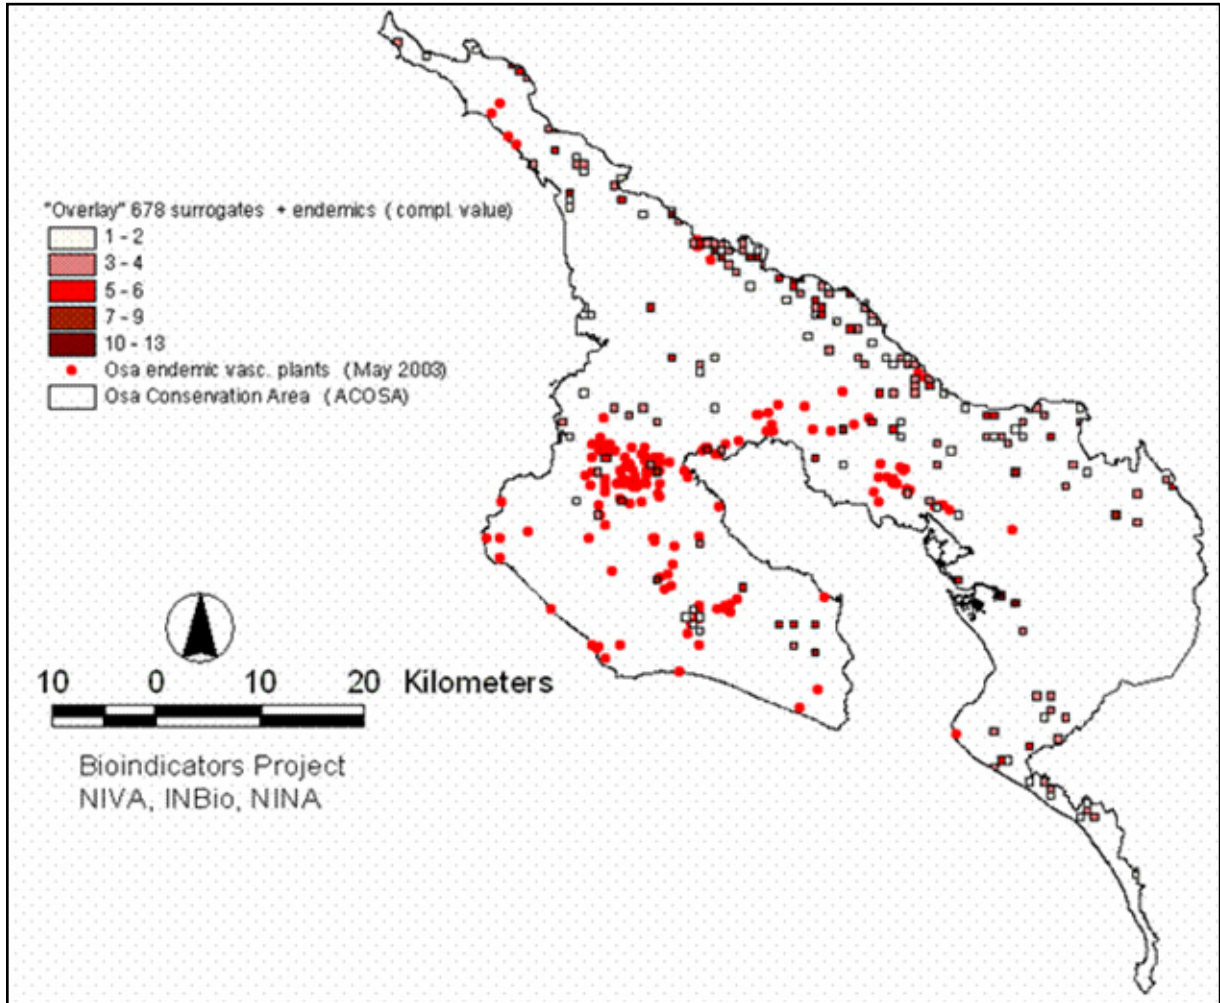 "Overlay" 678 surrogates + endemics (compl. value)
1 - 2
3 - 4
5 - 6
7 - 9
10 - 13
Osa endemic vasc. plants (May 2003)
Osa Conservation Area (ACOSA)
10 0 10 20 Kilometers
Bioindicators Project
NIVA, INBio, NINA